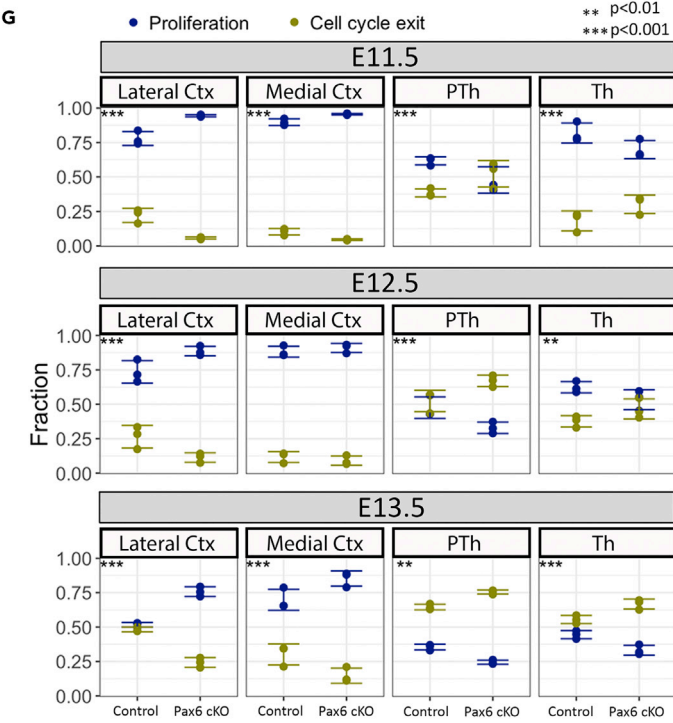 G
Proliferation Cell cycle exit
** p<0.01
*** p<0.001
E11.5
Lateral Ctx Medial Ctx PTh Th
*** *** *** ***
1.00
0.75
0.50
0.25
0.00
E12.5
Lateral Ctx Medial Ctx PTh Th
*** *** **
1.00
0.75
0.50
0.25
0.00
Fraction
E13.5
Lateral Ctx Medial Ctx PTh Th
*** *** ** ***
1.00
0.75
0.50
0.25
0.00
Control Pax6 cKO Control Pax6 cKO Control Pax6 cKO Control Pax6 cKO